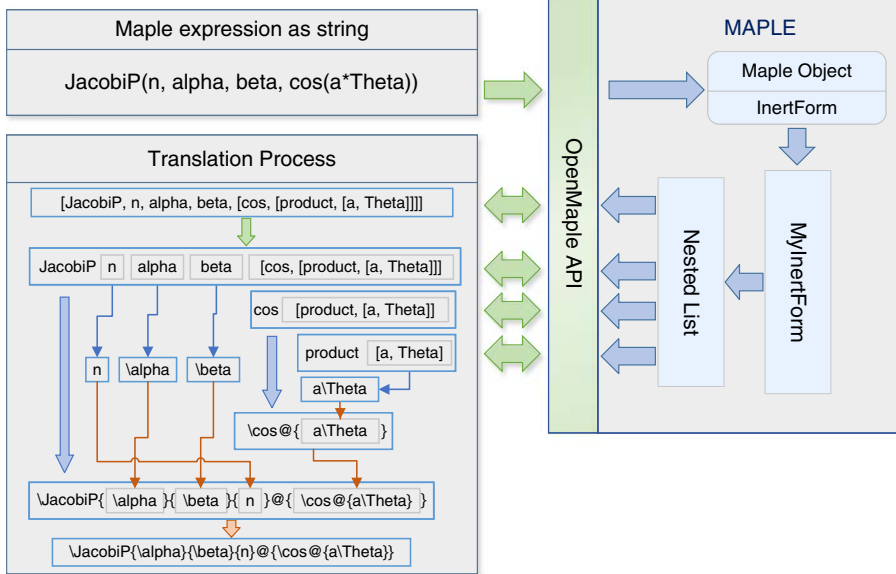 Maple expression as string
JacobiP(n, alpha, beta, cos(a*Theta))
Translation Process
[JacobiP, n, alpha, beta, [cos, [product, [a, Theta]]]]
JacobiP n alpha beta [cos, [product, [a, Theta]]]
cos [product, [a, Theta]]
product [a, Theta]
n \alpha \beta
a\Theta
\cos@{ a\Theta }
\JacobiP{ \alpha }{ \beta }{ n }@{ \cos@{a\Theta} }
\JacobiP{\alpha}{\beta}{n}@{\cos@{a\Theta}}
OpenMaple API
MAPLE
Maple Object
InertForm
Nested List
MyInertForm